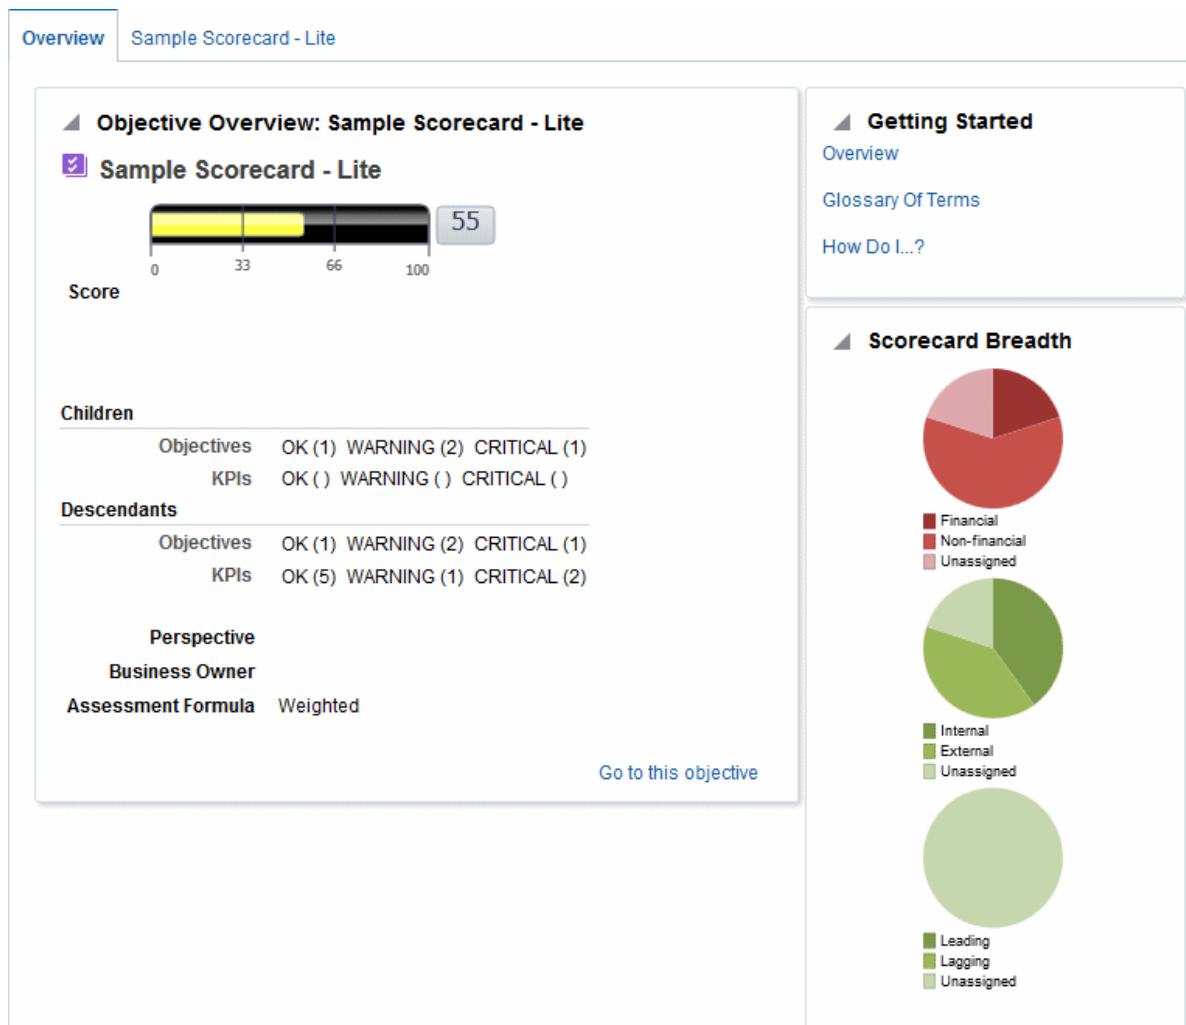 Overview Sample Scorecard - Lite
Objective Overview: Sample Scorecard - Lite
Sample Scorecard - Lite
55
0 33 66 100
Score
Children
Objectives OK (1) WARNING (2) CRITICAL (1)
KPIs OK ( ) WARNING ( ) CRITICAL ( )
Descendants
Objectives OK (1) WARNING (2) CRITICAL (1)
KPIs OK (5) WARNING (1) CRITICAL (2)
Perspective
Business Owner
Assessment Formula Weighted
Go to this objective
Getting Started
Overview
Glossary Of Terms
How Do I...?
Scorecard Breadth
Financial
Non-financial
Unassigned
Internal
External
Unassigned
Leading
Lagging
Unassigned